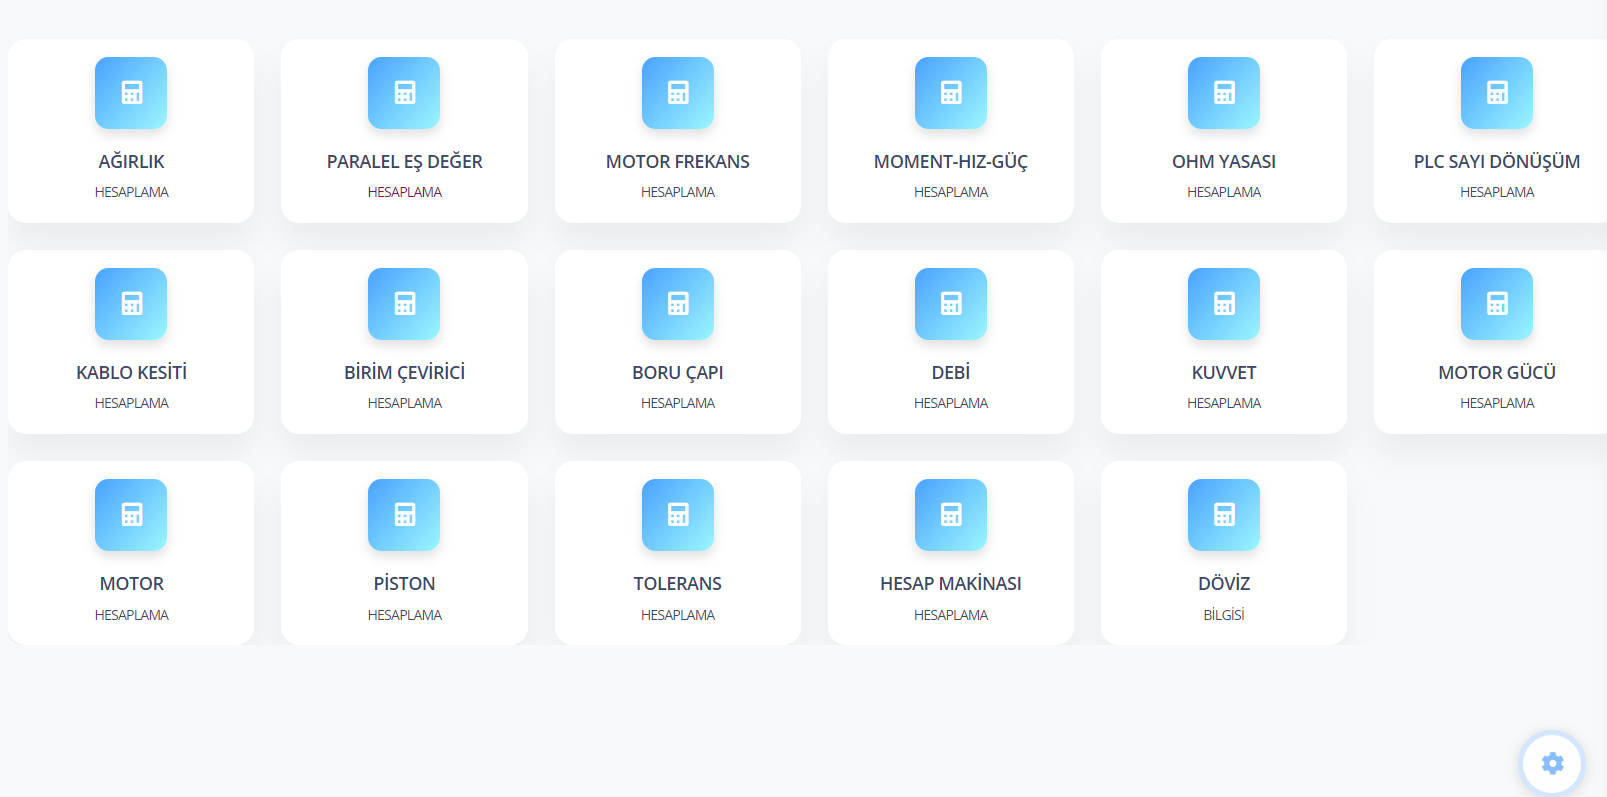 AĞIRLIK
HESAPLAMA
PARALEL EŞ DEĞER
HESAPLAMA
MOTOR FREKANS
HESAPLAMA
MOMENT-HIZ-GÜÇ
HESAPLAMA
OHM YASASI
HESAPLAMA
PLC SAYI DÖNÜŞÜM
HESAPLAMA
KABLO KESİTİ
HESAPLAMA
BİRİM ÇEVİRİCİ
HESAPLAMA
BORU ÇAPI
HESAPLAMA
DEBİ
HESAPLAMA
KUVVET
HESAPLAMA
MOTOR GÜCÜ
HESAPLAMA
MOTOR
HESAPLAMA
PİSTON
HESAPLAMA
TOLERANS
HESAPLAMA
HESAP MAKİNASI
HESAPLAMA
DÖVİZ
BİLGİSİ